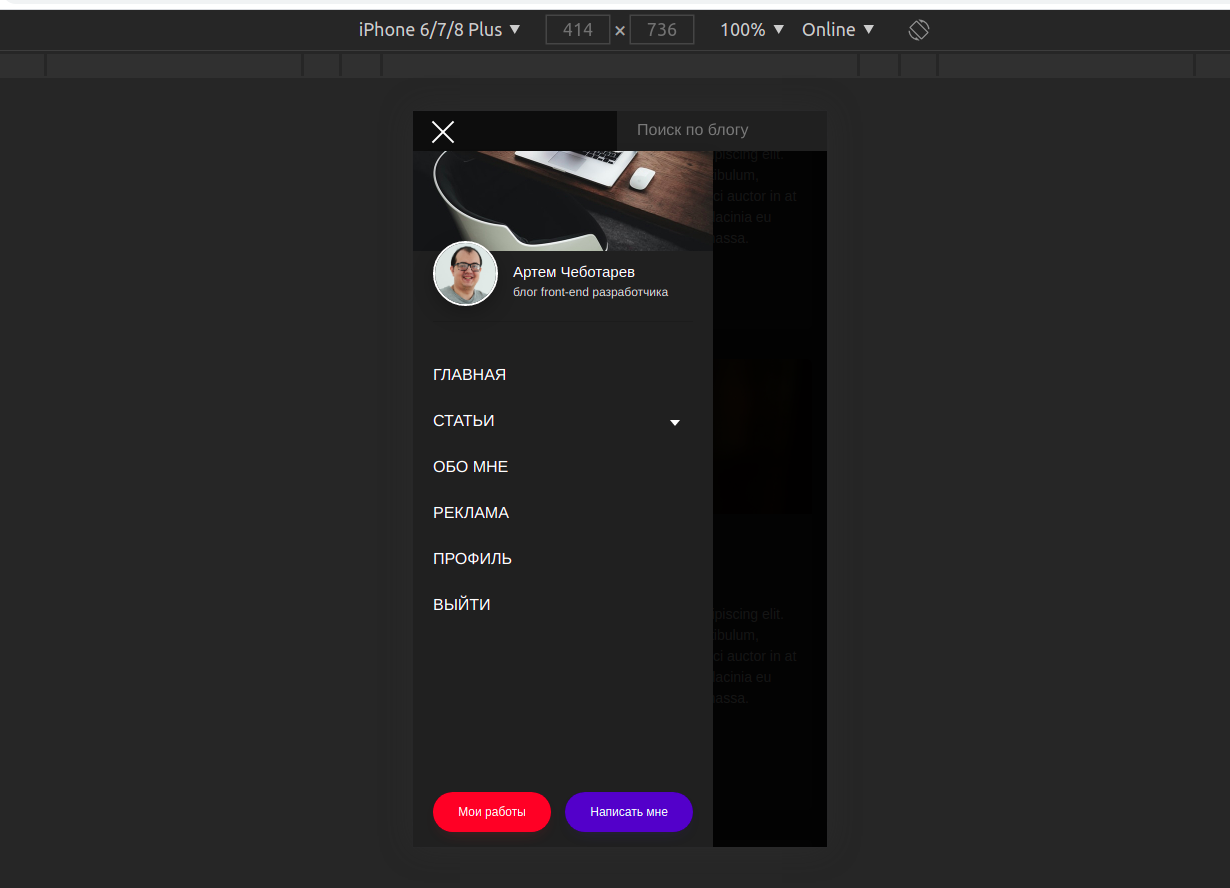 iPhone 6/7/8 Plus ▼ 414 × 736 100% ▼ Online ▼
Поиск по блогу
piscing elit.
ibulum,
ci auctor in at
lacinia eu
assa.
Артем Чеботарев
блог front-end разработчика
ГЛАВНАЯ
СТАТЬИ
ОБО МНЕ
РЕКЛАМА
ПРОФИЛЬ
ВЫЙТИ
piscing elit.
ibulum,
ci auctor in at
lacinia eu
assa.
Мои работы
Написать мне